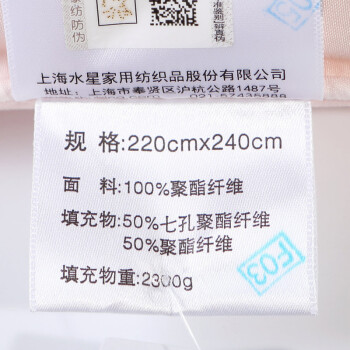 家纺防伪
上海水星家用纺织品股份有限公司
地址：上海市奉贤区沪杭公路1487号
021-57435888
规 格:220cmx240cm
面 料:100%聚酯纤维
填充物:50%七孔聚酯纤维
50%聚酯纤维
填充物重:2300g
F03